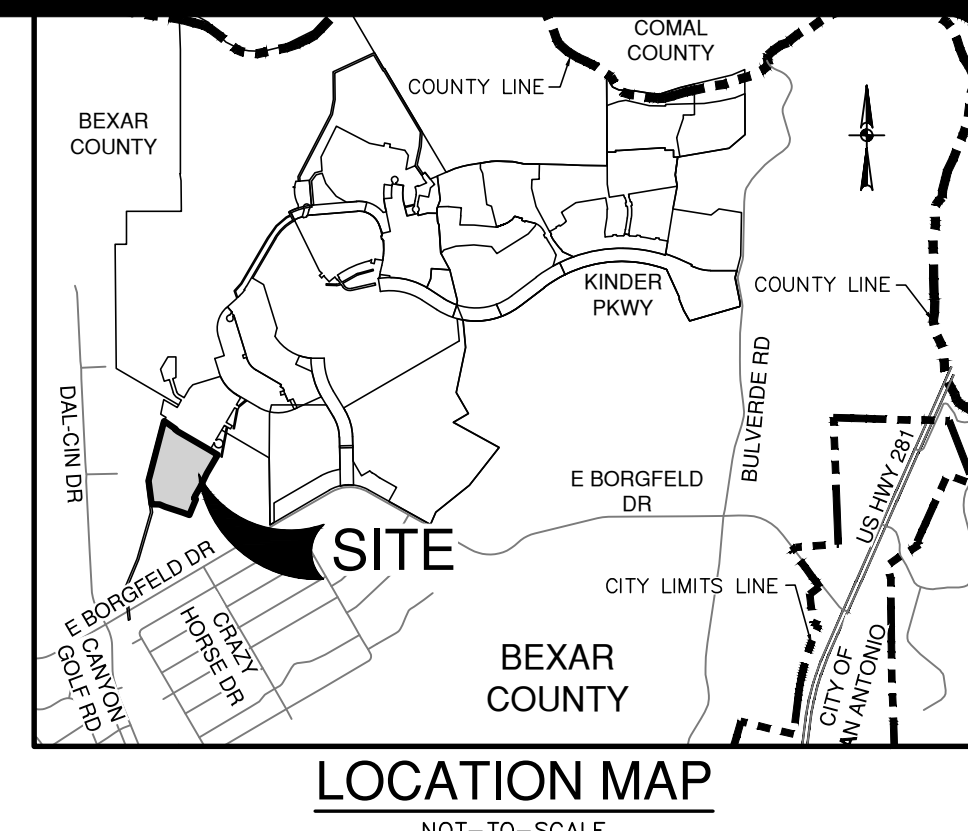 COMAL
COUNTY
COUNTY LINE
BEXAR
COUNTY
KINDER
PKWY
COUNTY LINE
BULVERDE RD
DAL-CIN DR
US HWY 281
E BORGFELD
DR
SITE
E BORGFELD DR
CITY LIMITS LINE
CRAZY
HORSE DR
CANYON
GOLF RD
BEXAR
COUNTY
CITY OF
AN ANTONIO
LOCATION MAP
NOT-TO-SCALE